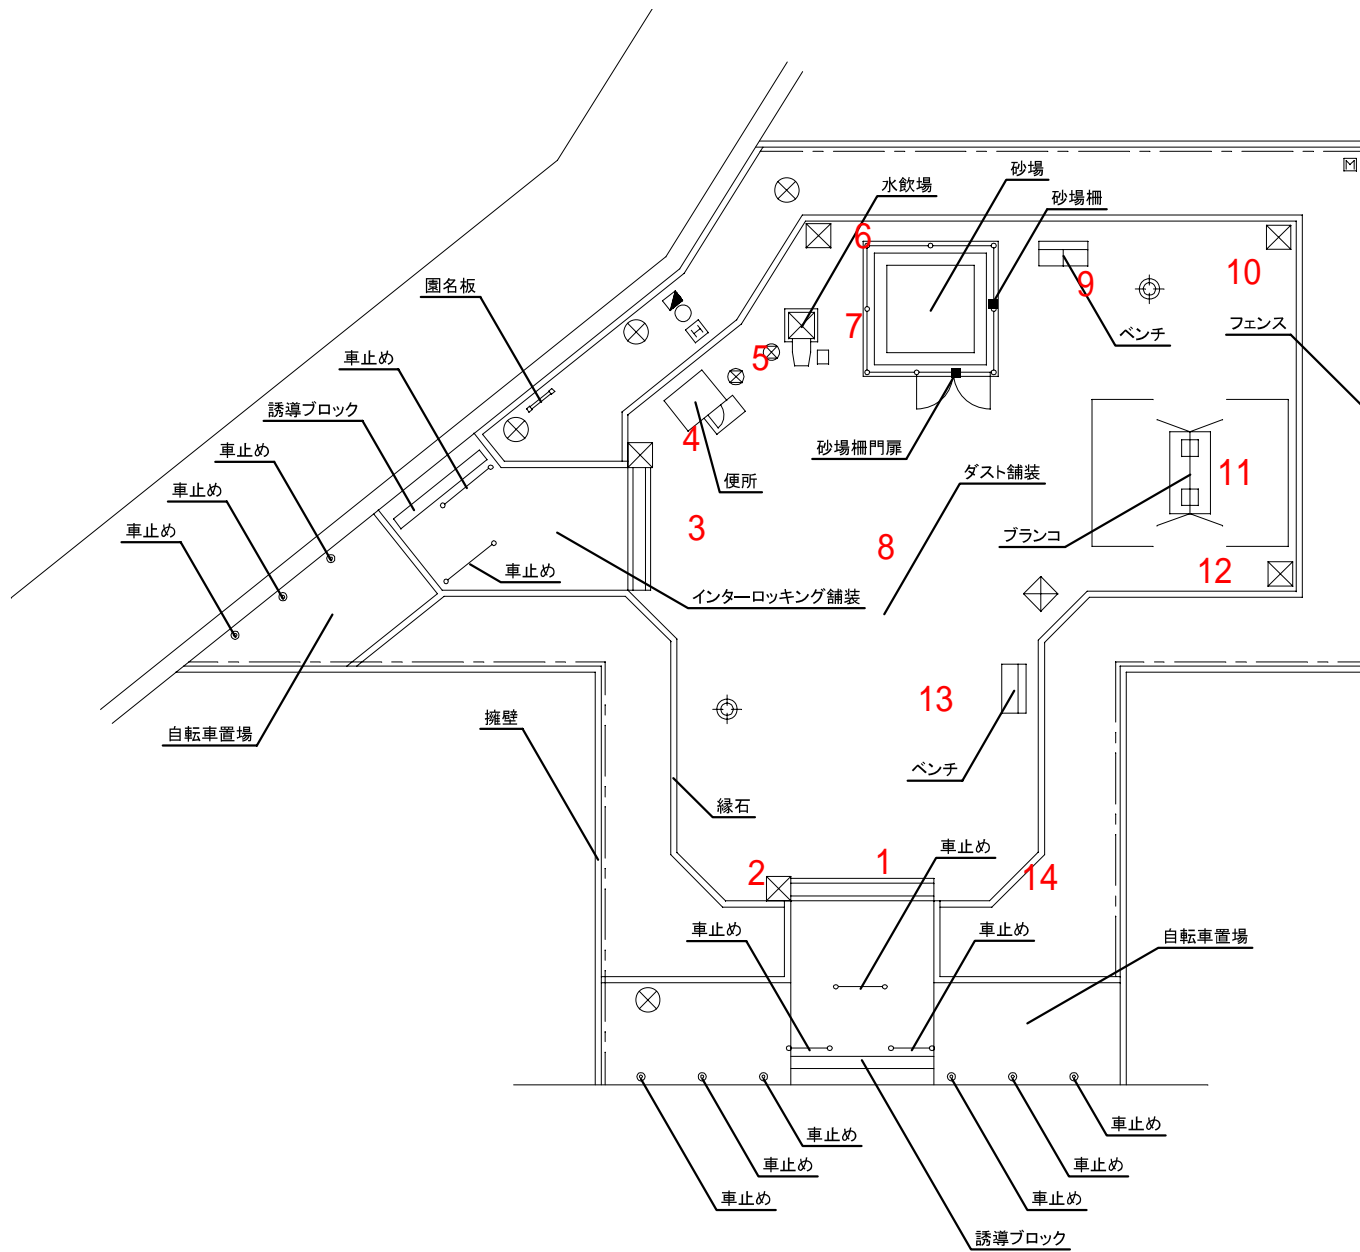 砂場
水飲場
砂場柵
6
10
園名板
9
フェンス
7
ベンチ
車止め
5
誘導ブロック
4
砂場柵門扉
車止め
ダスト舗装
11
便所
車止め
3
車止め
8
ブランコ
車止め
12
インターロッキング舗装
13
擁壁
自転車置場
ベンチ
縁石
車止め
1
2
14
車止め
車止め
自転車置場
車止め
車止め
車止め
車止め
車止め
車止め
誘導ブロック
M
H